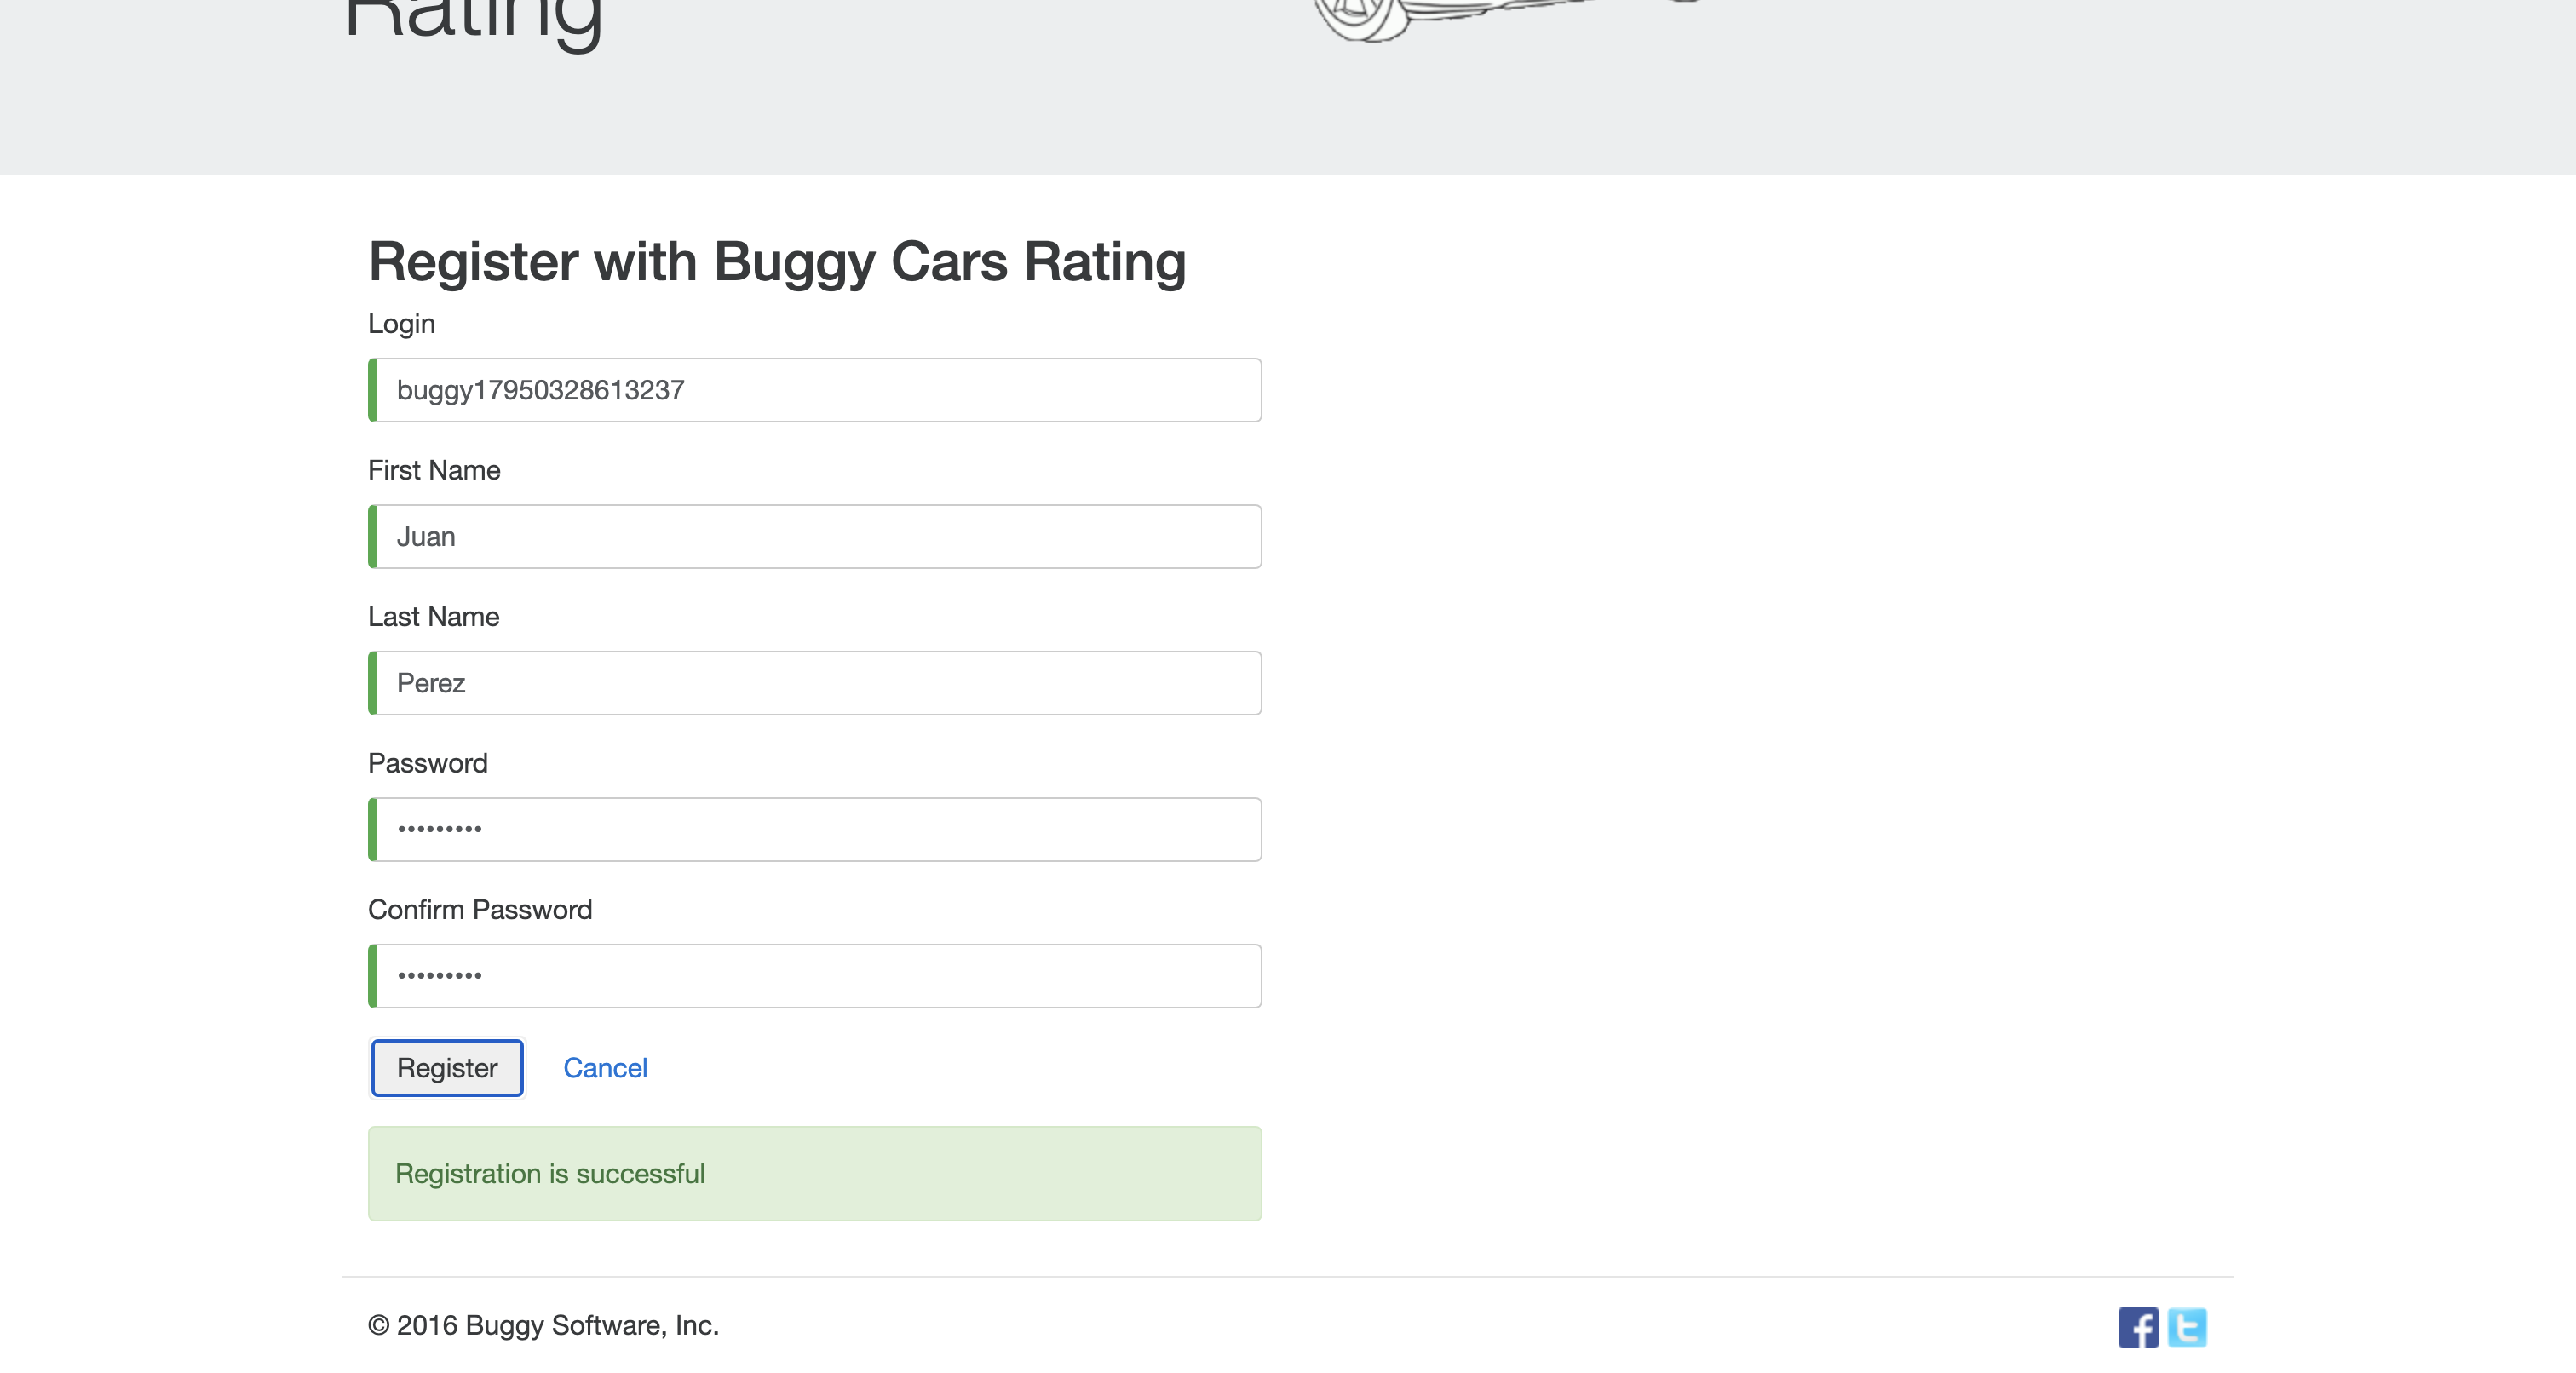 Rating
Register with Buggy Cars Rating
Login
buggy17950328613237
First Name
Juan
Last Name
Perez
Password
•••••••••
Confirm Password
•••••••••
Register Cancel
Registration is successful
© 2016 Buggy Software, Inc.